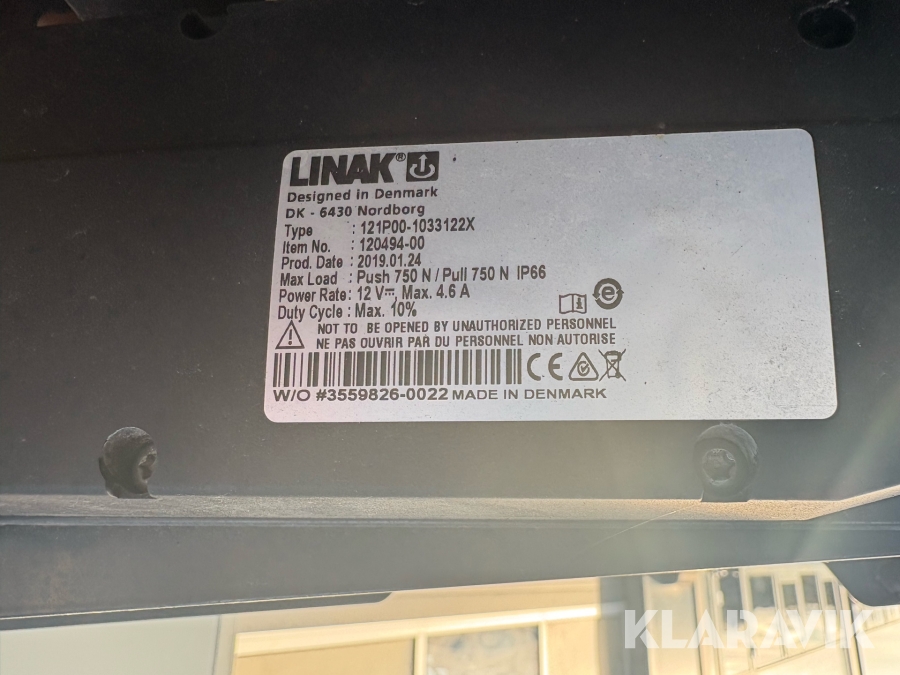 LINAK®
Designed in Denmark
DK - 6430 Nordborg
Type : 121P00-1033122X
Item No. : 120494-00
Prod. Date : 2019.01.24
Max Load : Push 750 N / Pull 750 N IP66
Power Rate : 12 V⎓, Max. 4.6 A
Duty Cycle : Max. 10%
NOT TO BE OPENED BY UNAUTHORIZED PERSONNEL
NE PAS OUVRIR PAR DU PERSONNEL NON AUTORISE
CE
W/O #3559826-0022 MADE IN DENMARK
KLARAVIK